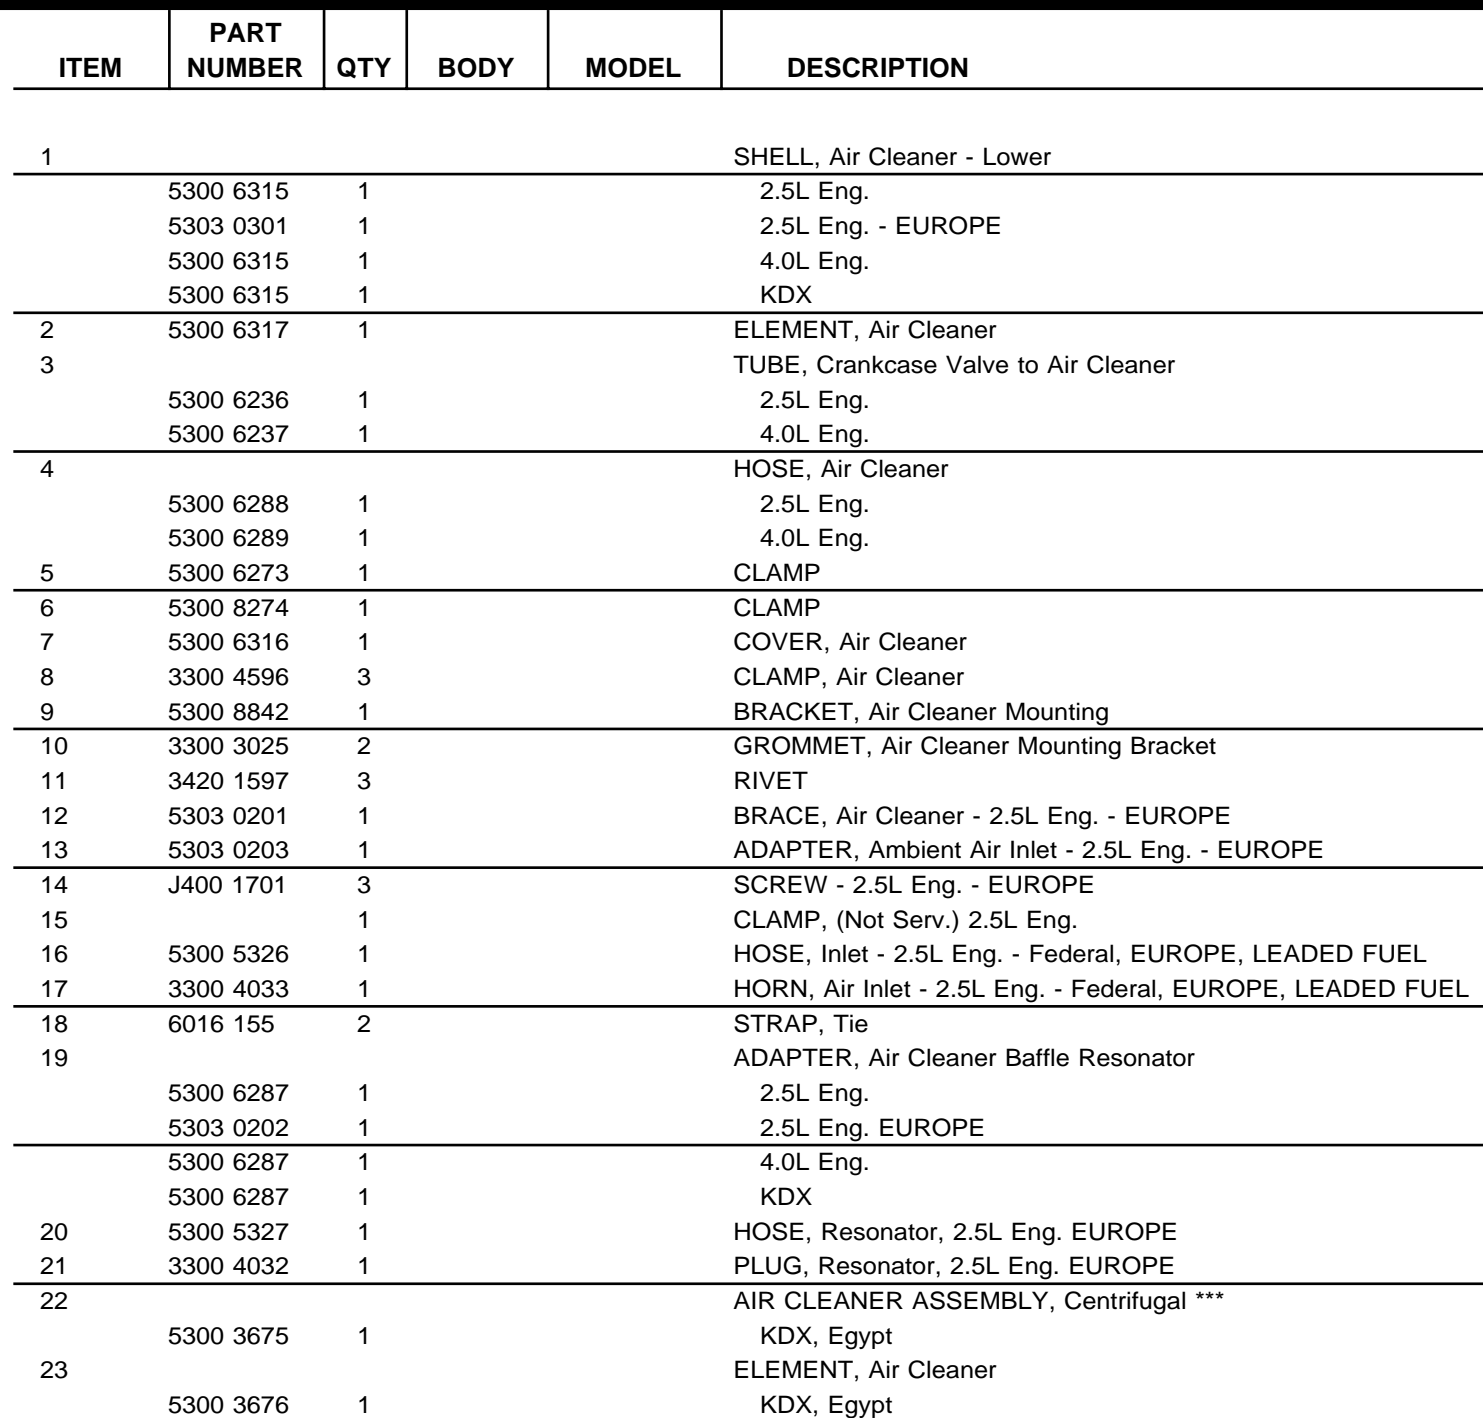 PART
ITEM NUMBER QTY BODY MODEL DESCRIPTION
1 SHELL, Air Cleaner - Lower
5300 6315 1 2.5L Eng.
5303 0301 1 2.5L Eng. - EUROPE
5300 6315 1 4.0L Eng.
5300 6315 1 KDX
2 5300 6317 1 ELEMENT, Air Cleaner
3 TUBE, Crankcase Valve to Air Cleaner
5300 6236 1 2.5L Eng.
5300 6237 1 4.0L Eng.
4 HOSE, Air Cleaner
5300 6288 1 2.5L Eng.
5300 6289 1 4.0L Eng.
5 5300 6273 1 CLAMP
6 5300 8274 1 CLAMP
7 5300 6316 1 COVER, Air Cleaner
8 3300 4596 3 CLAMP, Air Cleaner
9 5300 8842 1 BRACKET, Air Cleaner Mounting
10 3300 3025 2 GROMMET, Air Cleaner Mounting Bracket
11 3420 1597 3 RIVET
12 5303 0201 1 BRACE, Air Cleaner - 2.5L Eng. - EUROPE
13 5303 0203 1 ADAPTER, Ambient Air Inlet - 2.5L Eng. - EUROPE
14 J400 1701 3 SCREW - 2.5L Eng. - EUROPE
15 1 CLAMP, (Not Serv.) 2.5L Eng.
16 5300 5326 1 HOSE, Inlet - 2.5L Eng. - Federal, EUROPE, LEADED FUEL
17 3300 4033 1 HORN, Air Inlet - 2.5L Eng. - Federal, EUROPE, LEADED FUEL
18 6016 155 2 STRAP, Tie
19 ADAPTER, Air Cleaner Baffle Resonator
5300 6287 1 2.5L Eng.
5303 0202 1 2.5L Eng. EUROPE
5300 6287 1 4.0L Eng.
5300 6287 1 KDX
20 5300 5327 1 HOSE, Resonator, 2.5L Eng. EUROPE
21 3300 4032 1 PLUG, Resonator, 2.5L Eng. EUROPE
22 AIR CLEANER ASSEMBLY, Centrifugal ***
5300 3675 1 KDX, Egypt
23 ELEMENT, Air Cleaner
5300 3676 1 KDX, Egypt